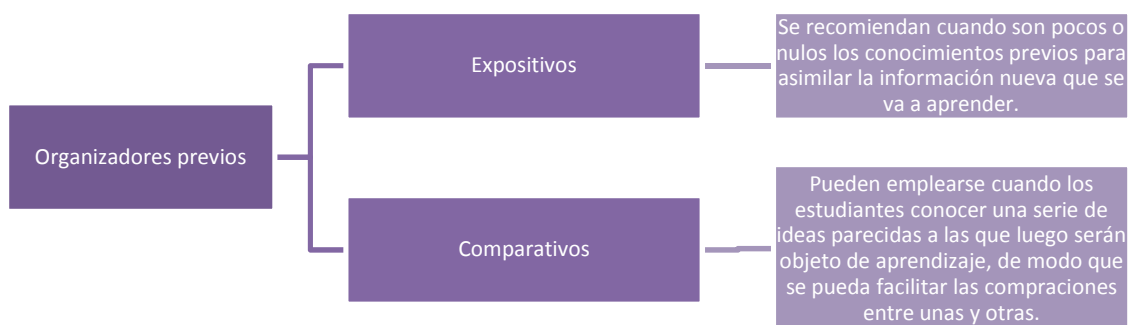 Organizadores previos
Expositivos
Se recomiendan cuando son pocos o
nulos los conocimientos previos para
asimilar la información nueva que se
va a aprender.
Comparativos
Pueden emplearse cuando los
estudiantes conocer una serie de
ideas parecidas a las que luego serán
objeto de aprendizaje, de modo que
se pueda facilitar las compraciones
entre unas y otras.